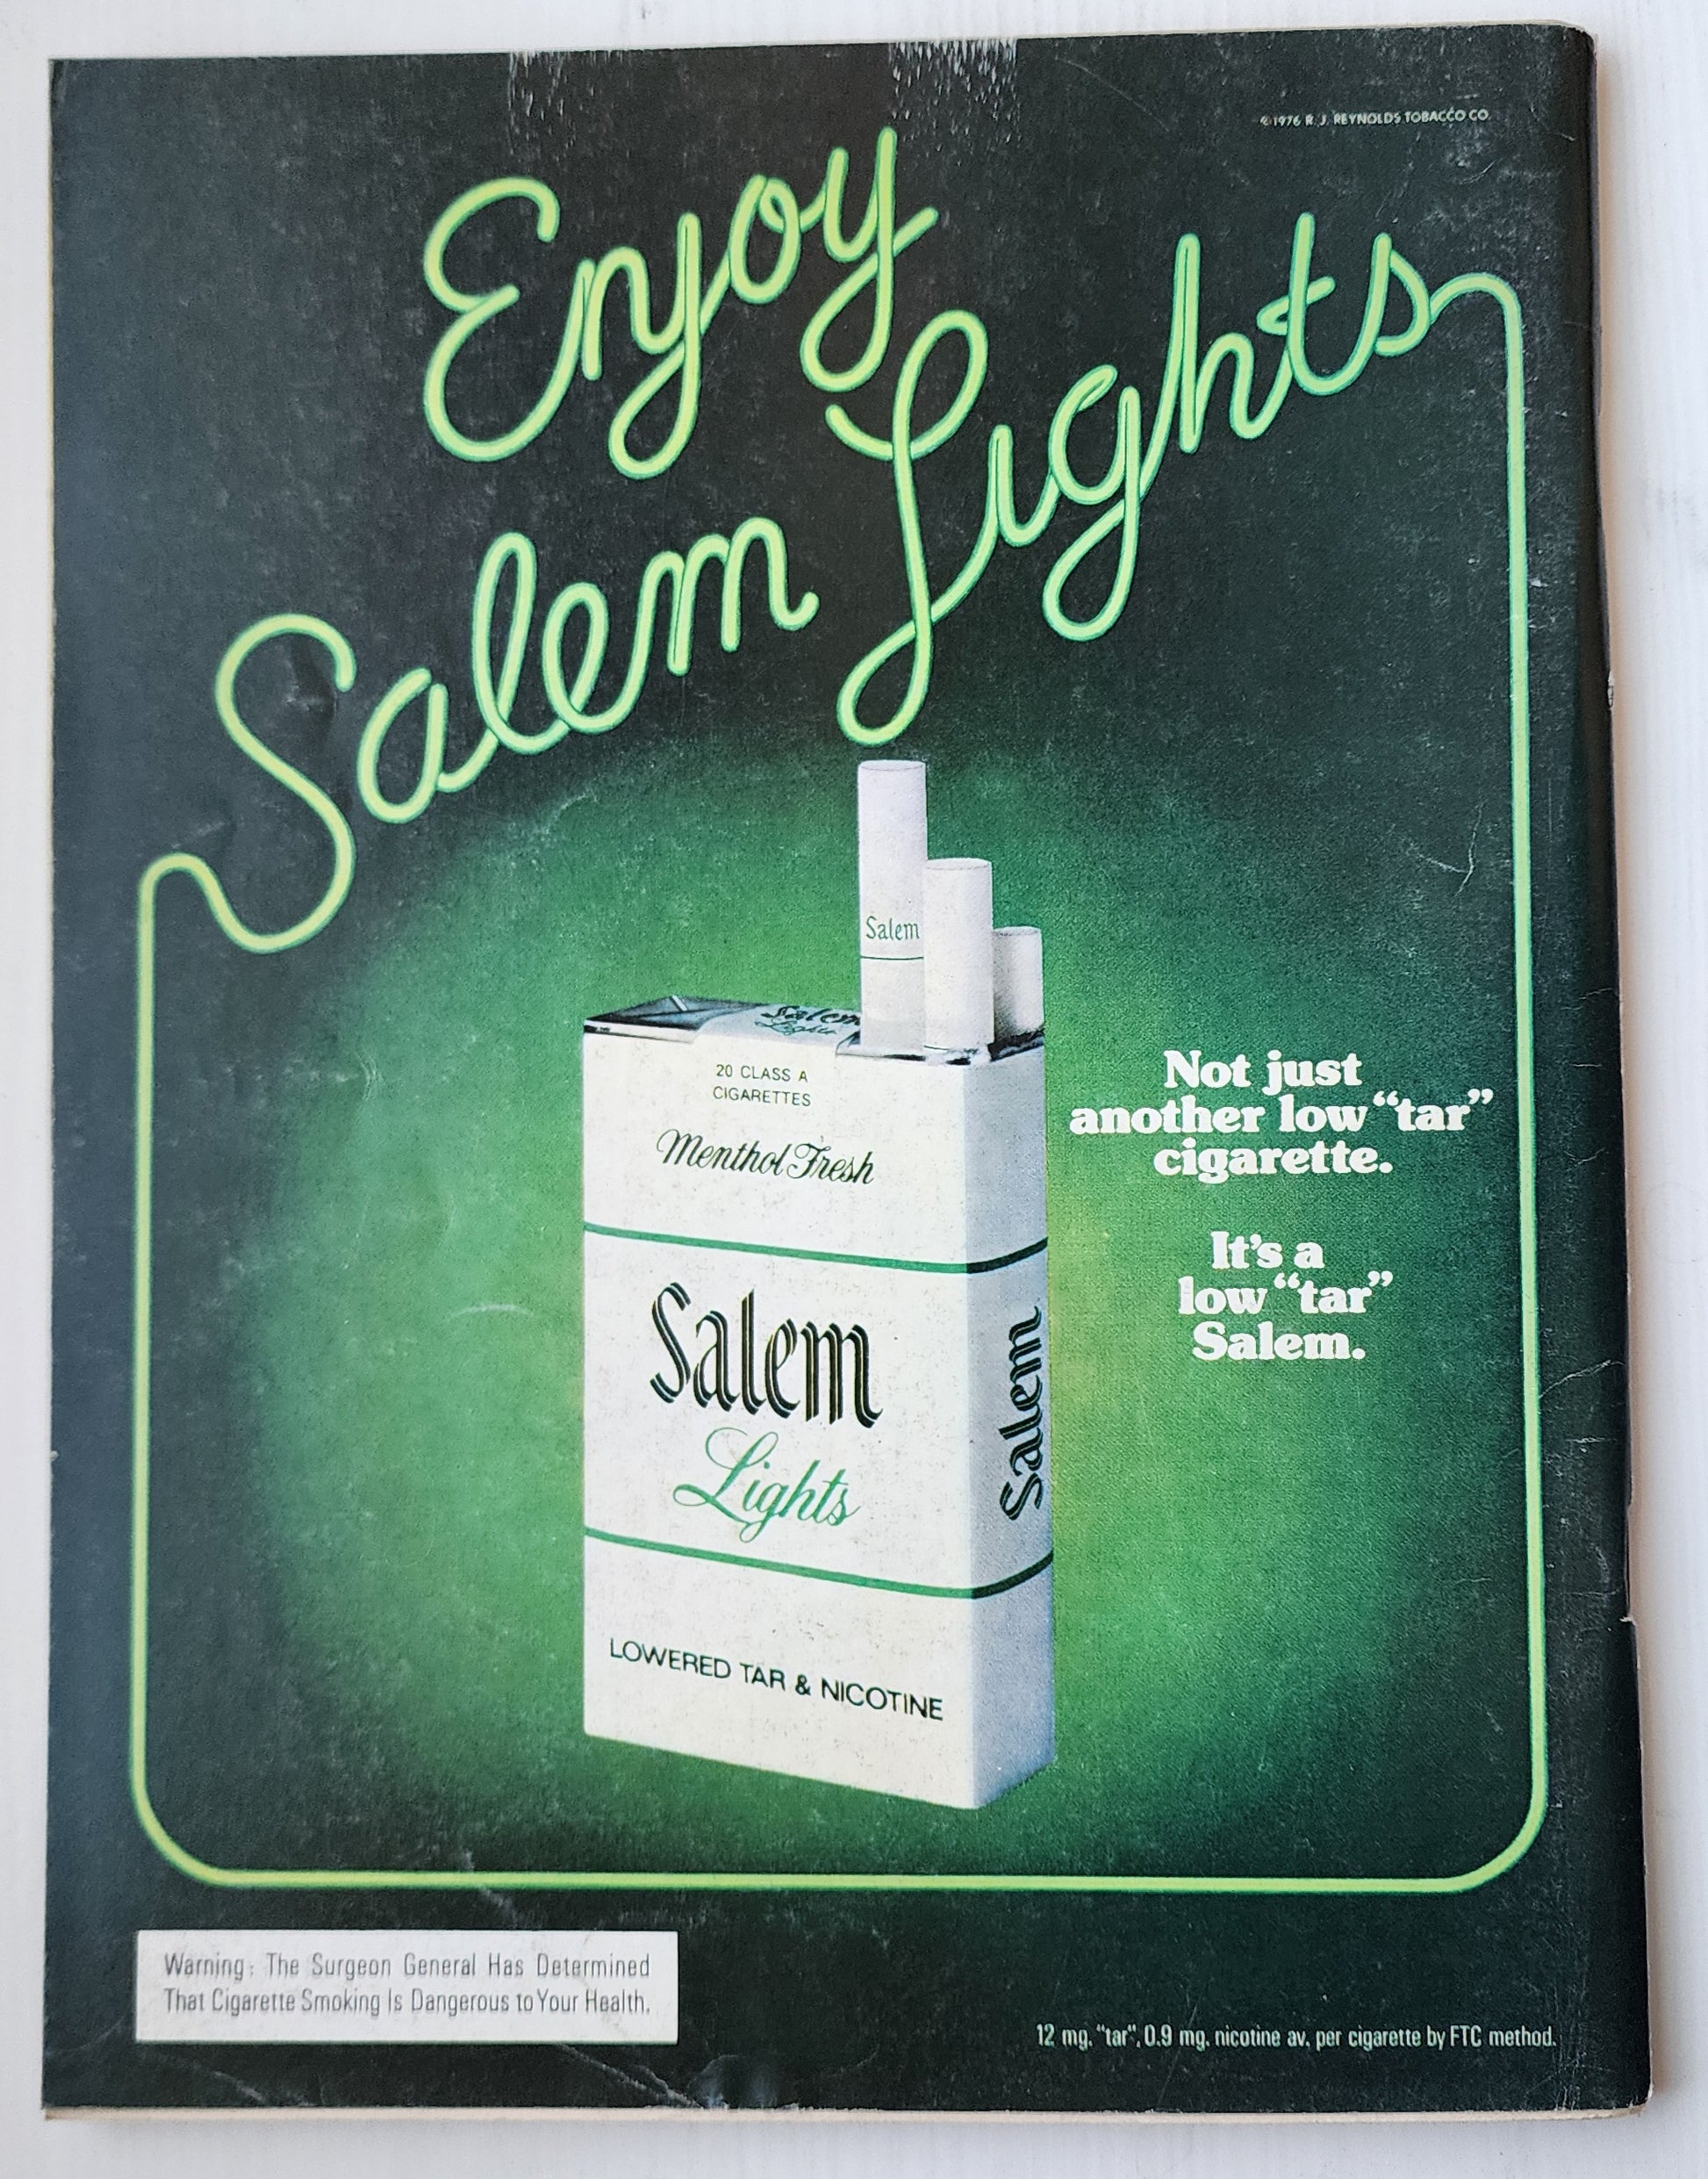 © 1976 R. J. REYNOLDS TOBACCO CO.
Enjoy
Salem Lights
Salem
Salem
Lights
20 CLASS A
CIGARETTES
Menthol Fresh
Salem
Lights
LOWERED TAR & NICOTINE
Salem
Not just
another low “tar”
cigarette.
It's a
low “tar”
Salem.
Warning: The Surgeon General Has Determined
That Cigarette Smoking Is Dangerous to Your Health.
12 mg. "tar", 0.9 mg. nicotine av. per cigarette by FTC method.